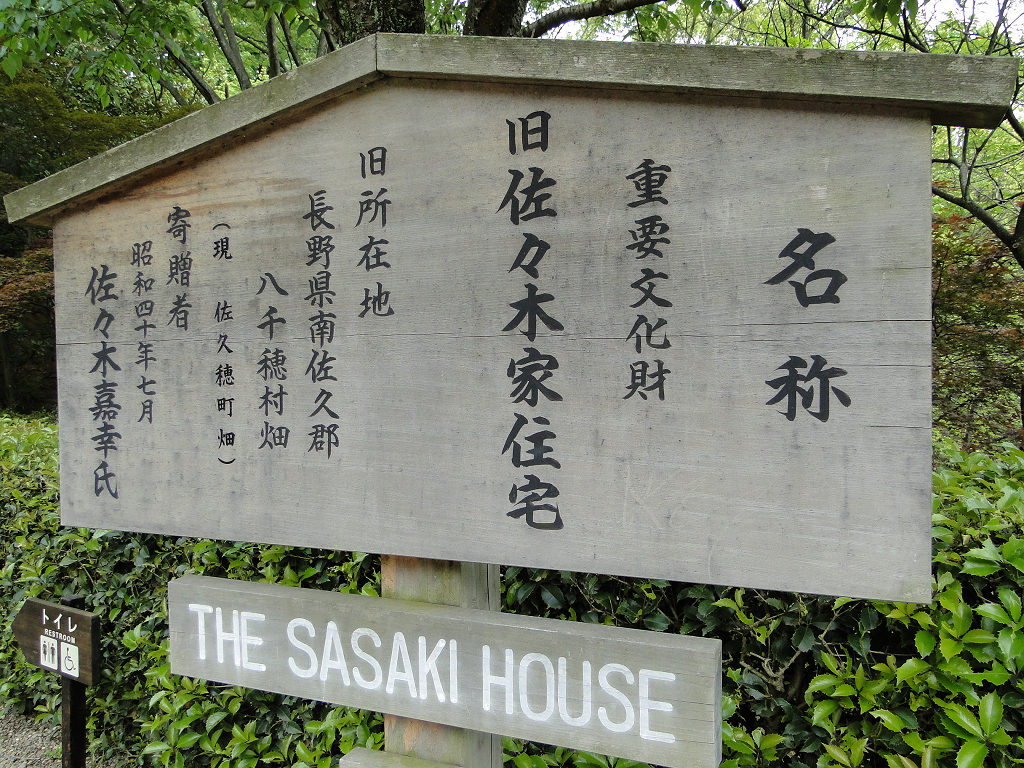 名称
重要文化財
旧佐々木家住宅
旧所在地
長野県南佐久郡
八千穂村畑
（現 佐久穂町畑）
寄贈者
昭和四十年七月
佐々木嘉幸氏
THE SASAKI HOUSE
トイレ
RESTROOM